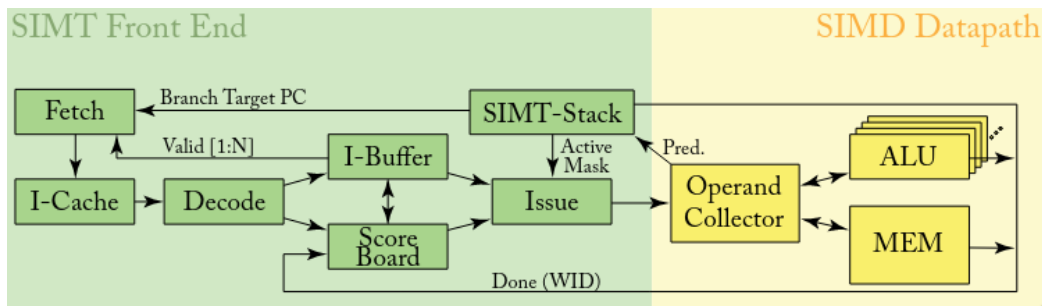 SIMT Front End
SIMD Datapath
Fetch
Branch Target PC
SIMT-Stack
Valid [1:N]
I-Buffer
Active
Mask
Pred.
ALU
I-Cache
Decode
Issue
Operand
Collector
Score
Board
MEM
Done (WID)